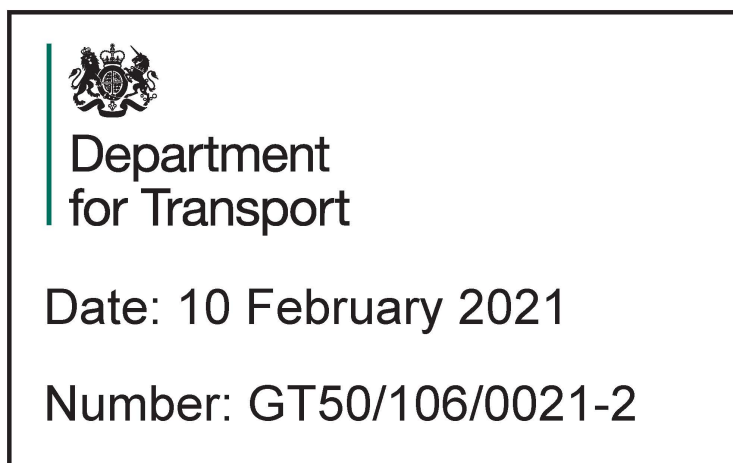 Department
for Transport
Date: 10 February 2021
Number: GT50/106/0021-2